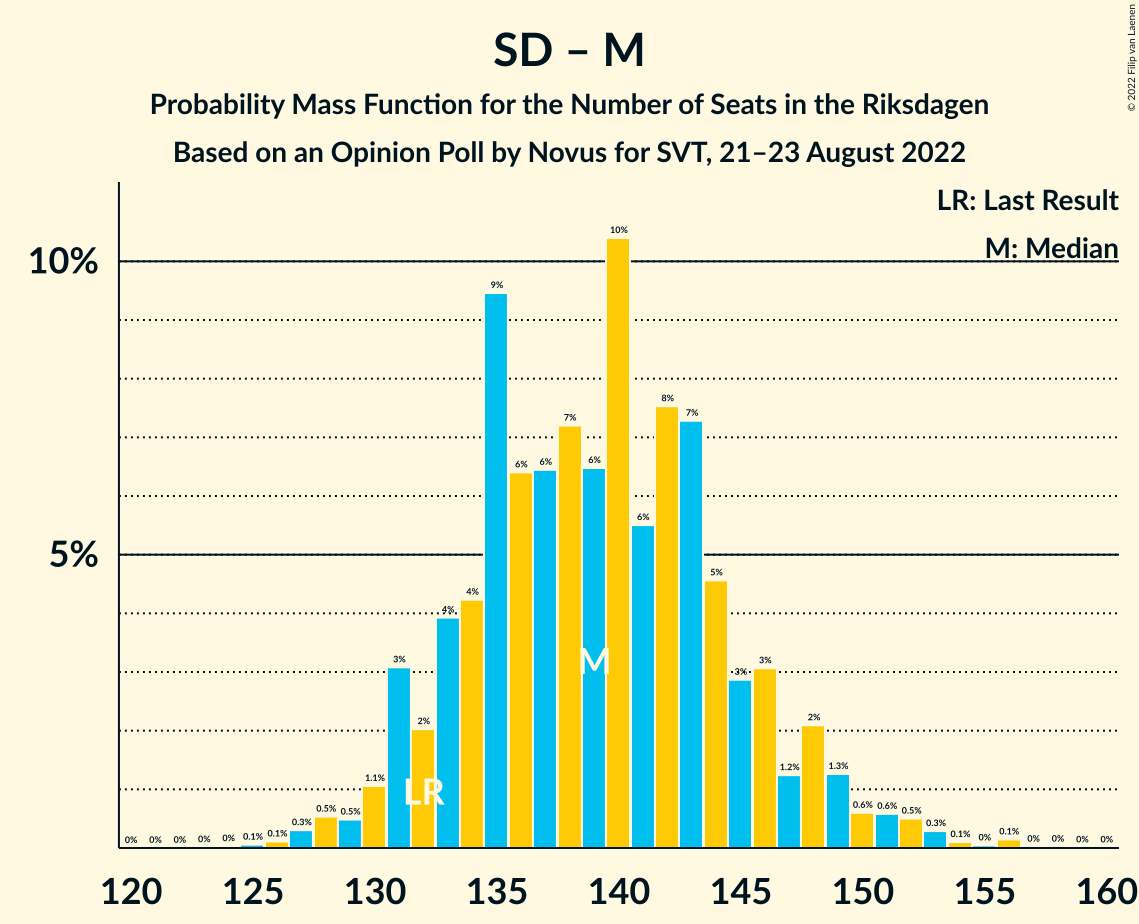 © 2022 Filip van Laenen
SD – M
Probability Mass Function for the Number of Seats in the Riksdagen
Based on an Opinion Poll by Novus for SVT, 21–23 August 2022
LR: Last Result
M: Median
10%
5%
0% 0% 0% 0% 0% 0.1% 0.1% 0.3% 0.5% 0.5% 1.1% 3% 2% 4% 4% 9% 6% 6% 7% 6% 10% 6% 8% 7% 5% 3% 3% 1.2% 2% 1.3% 0.6% 0.6% 0.5% 0.3% 0.1% 0% 0.1% 0% 0% 0% 0%
M
LR
120 125 130 135 140 145 150 155 160